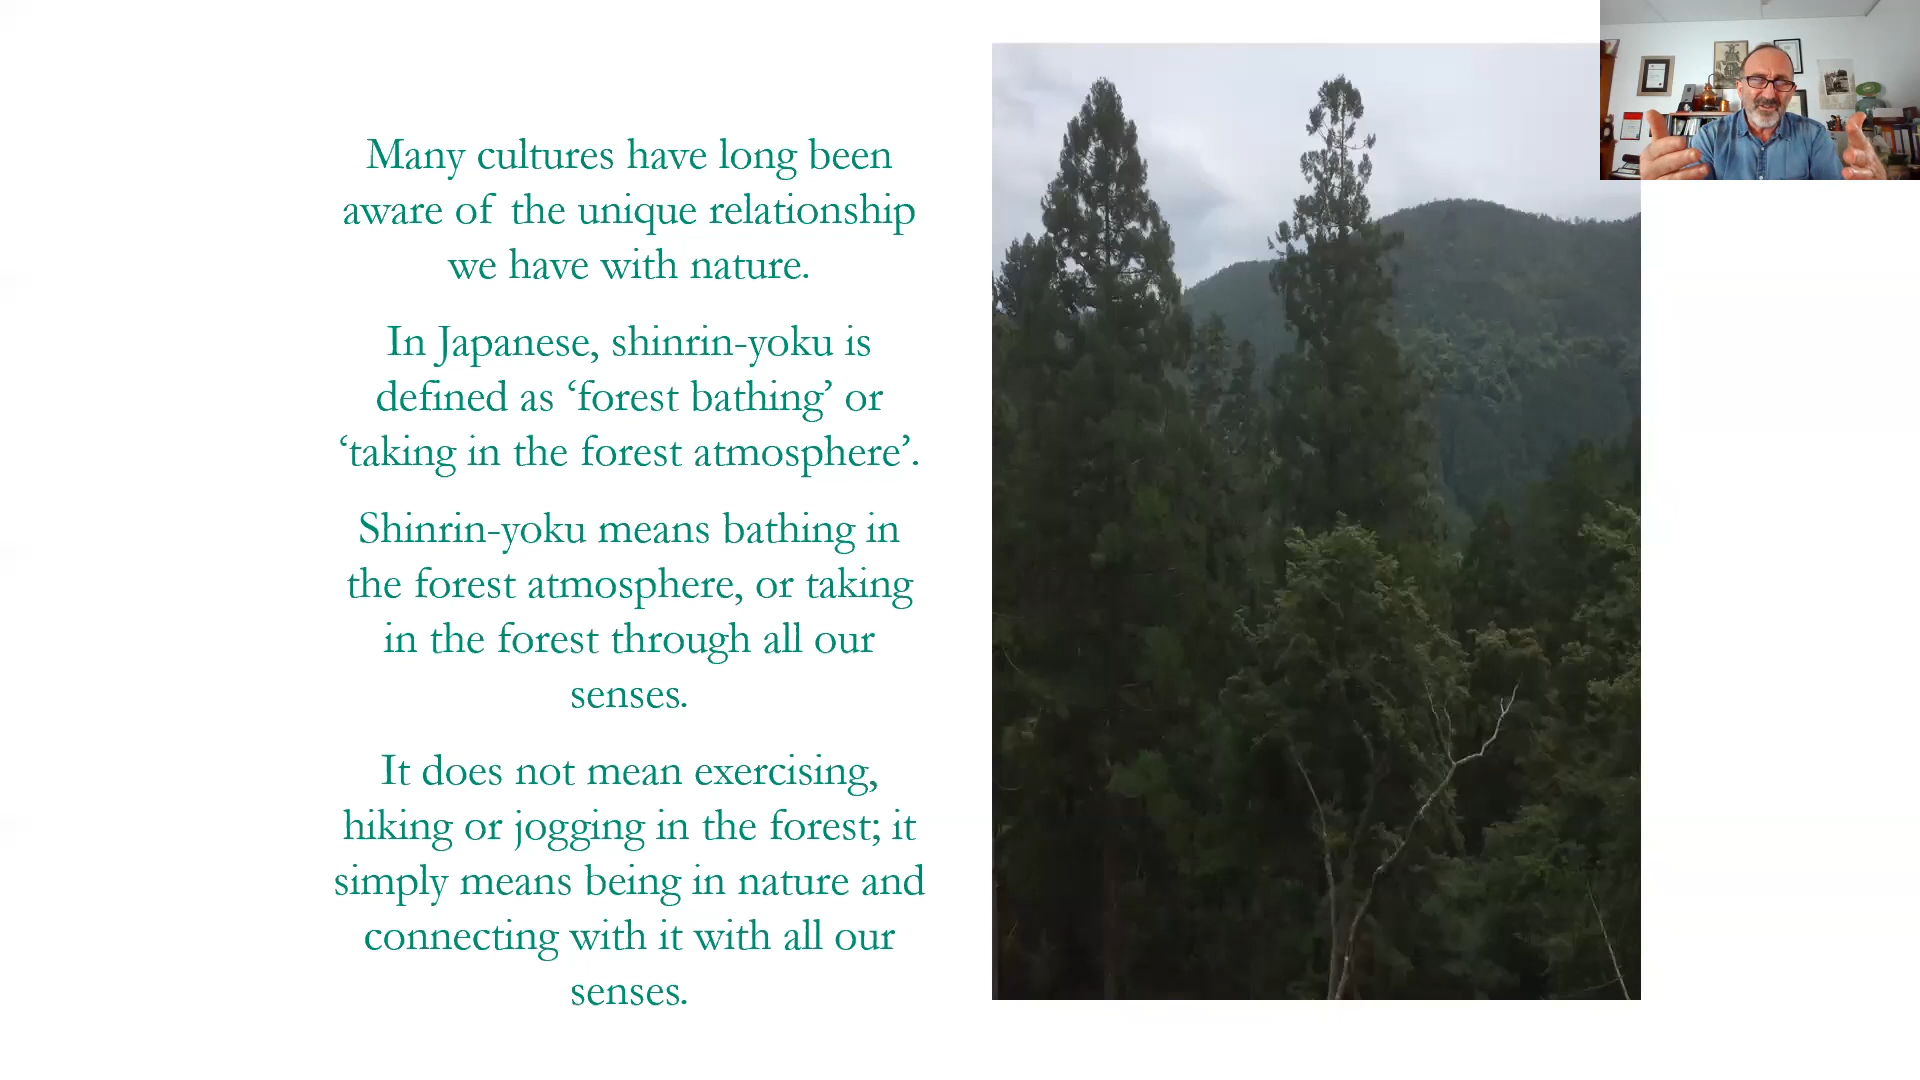 Many cultures have long been
aware of the unique relationship
we have with nature.
In Japanese, shinrin-yoku is
defined as ‘forest bathing’ or
‘taking in the forest atmosphere’.
Shinrin-yoku means bathing in
the forest atmosphere, or taking
in the forest through all our
senses.
It does not mean exercising,
hiking or jogging in the forest; it
simply means being in nature and
connecting with it with all our
senses.